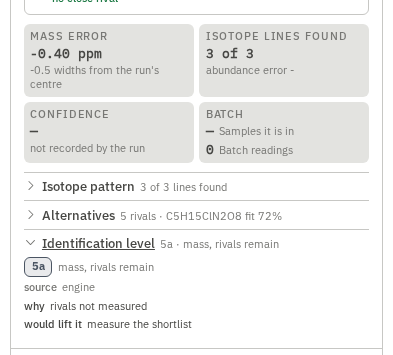 no close rival
MASS ERROR
-0.40 ppm
-0.5 widths from the run's
centre
ISOTOPE LINES FOUND
3 of 3
abundance error -
CONFIDENCE
—
not recorded by the run
BATCH
— Samples it is in
0 Batch readings
Isotope pattern 3 of 3 lines found
Alternatives 5 rivals · C5H15ClN2O8 fit 72%
Identification level 5a · mass, rivals remain
5a mass, rivals remain
source engine
why rivals not measured
would lift it measure the shortlist